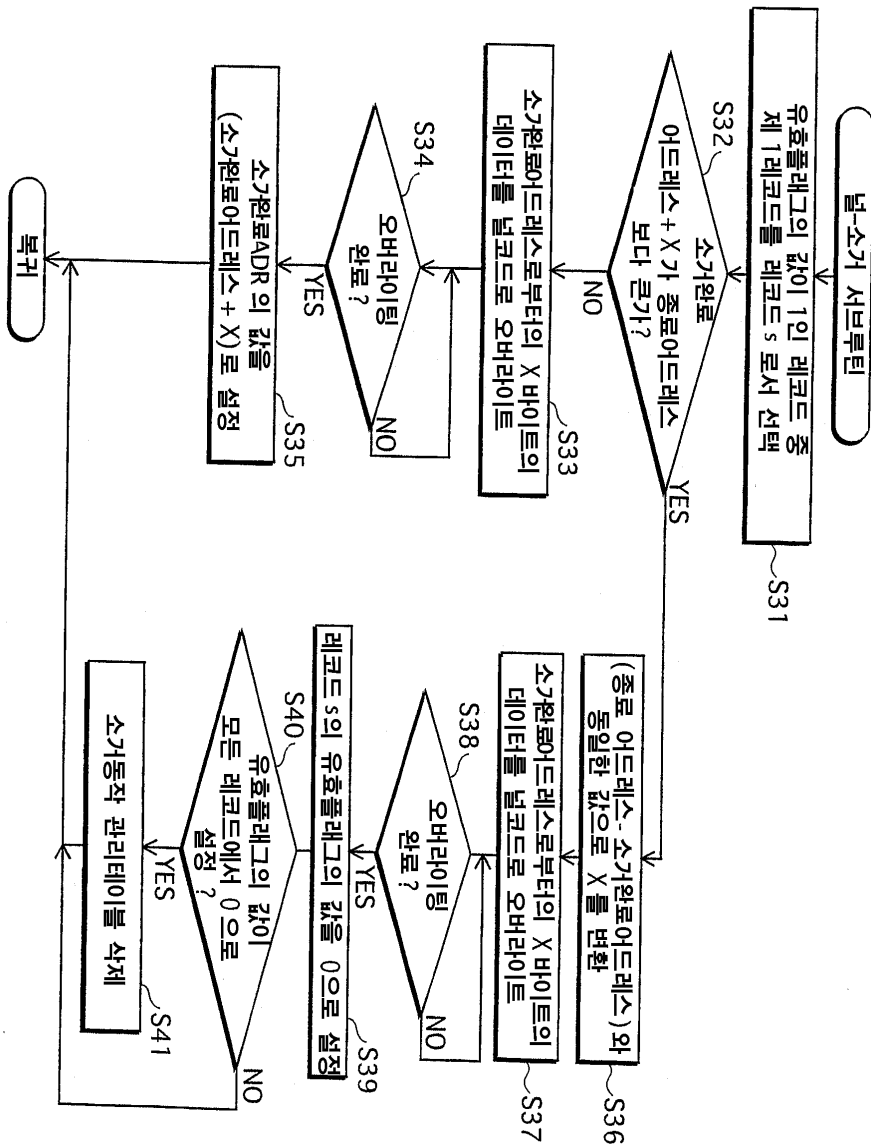 널-소거 서브루틴
유효플래그의 값이 1인 레코드 중
제 1레코드를 레코드 s 로서 선택
S31
S32
소거완료
어드레스 + X 가 종료어드레스
보다 큰가?
YES
NO
소거완료어드레스로부터의 X 바이트의
데이터를 널코드로 오버라이트
S33
S34
오버라이팅
완료 ?
NO
YES
소거완료ADR 의 값을
(소거완료어드레스 + X)로 설정
S35
복귀
(종료 어드레스 - 소거완료어드레스 ) 와
동일한 값으로 X 를 변환
S36
소거완료어드레스로부터의 X 바이트의
데이터를 널코드로 오버라이트
S37
S38
오버라이팅
완료 ?
NO
YES
레코드 s의 유효플래그의 값을 0으로 설정
S39
S40
유효플래그의 값이
모든 레코드에서 0 으로
설정 ?
NO
YES
소거동작 관리테이블 삭제
S41